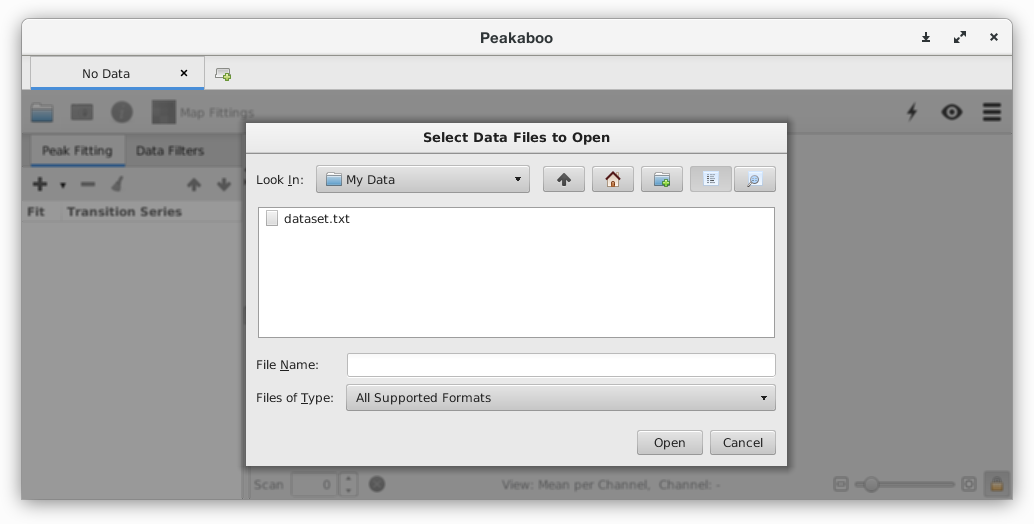 Peakaboo
No Data
Map Fittings
Peak Fitting Data Filters
Fit Transition Series
Select Data Files to Open
Look In: My Data
dataset.txt
File Name:
Files of Type: All Supported Formats
Open Cancel
Scan 0 View: Mean per Channel, Channel: -